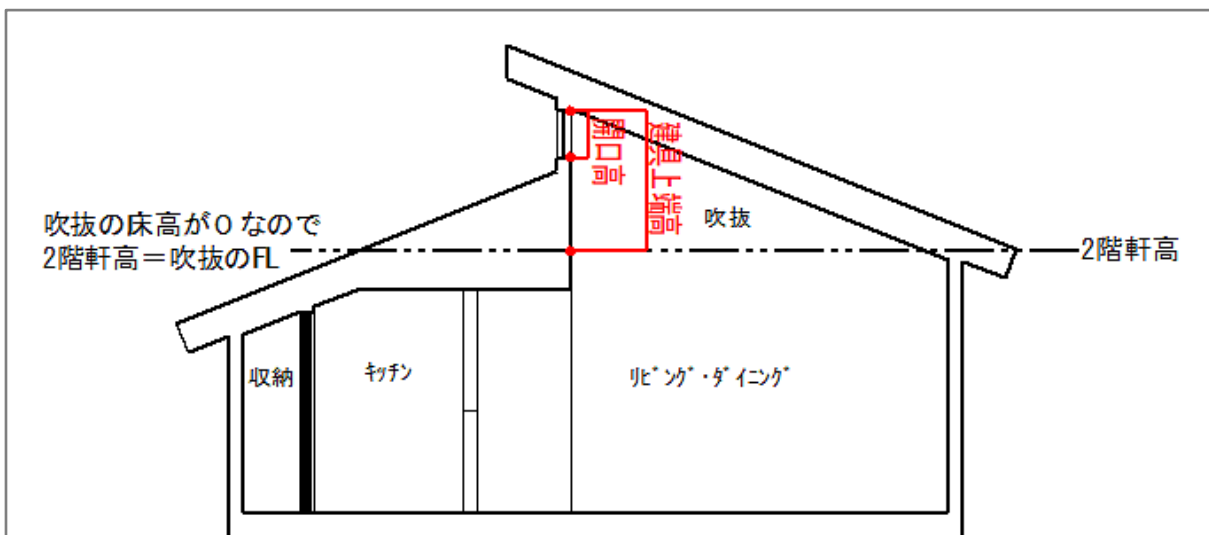 開口高
建具上端高
吹抜
吹抜の床高が0なので
2階軒高＝吹抜のFL
2階軒高
収納
ｷｯﾁﾝ
ﾘﾋﾞﾝｸﾞ・ﾀﾞｲﾆﾝｸﾞ